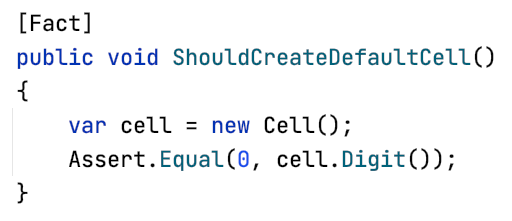 [Fact]
public void ShouldCreateDefaultCell()
{
    var cell = new Cell();
    Assert.Equal(0, cell.Digit());
}